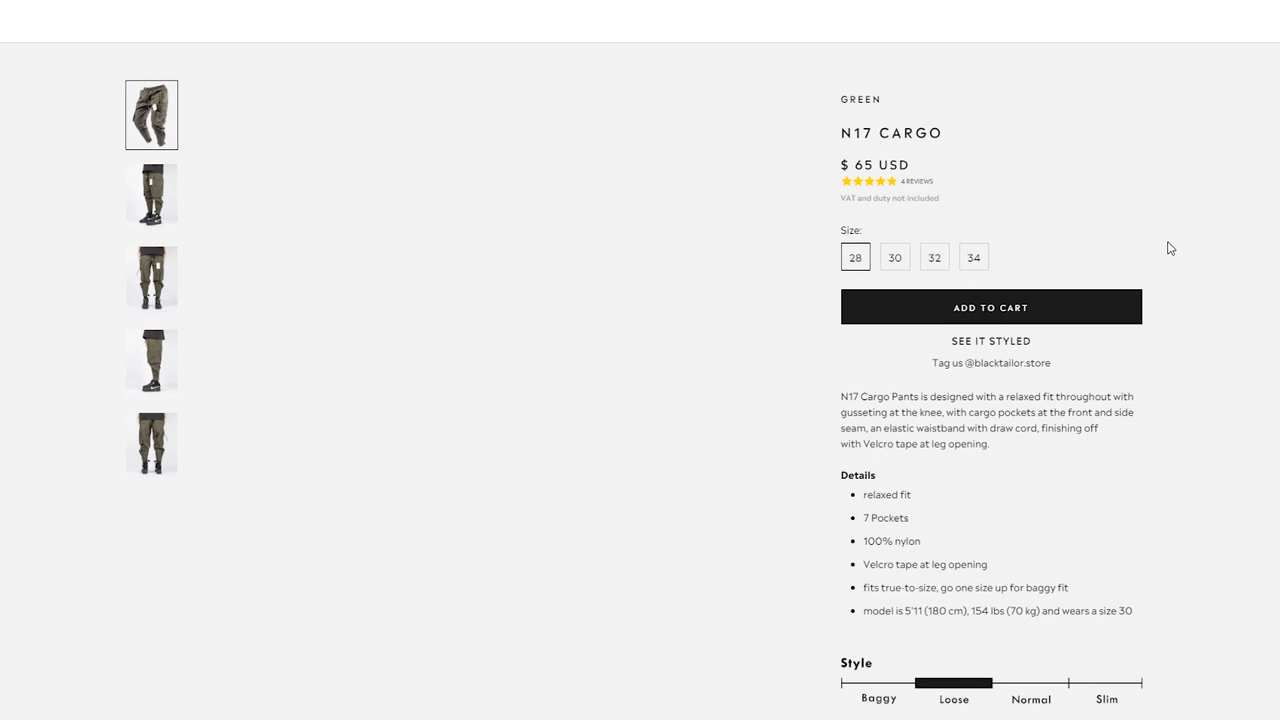 GREEN
N17 CARGO
$ 65 USD
4 REVIEWS
VAT and duty not included
Size:
28 30 32 34
ADD TO CART
SEE IT STYLED
Tag us @blacktailor.store
N17 Cargo Pants is designed with a relaxed fit throughout with
gusseting at the knee, with cargo pockets at the front and side
seam, an elastic waistband with draw cord, finishing off
with Velcro tape at leg opening.
Details
relaxed fit
7 Pockets
100% nylon
Velcro tape at leg opening
fits true-to-size, go one size up for baggy fit
model is 5'11 (180 cm), 154 lbs (70 kg) and wears a size 30
Style
Baggy Loose Normal Slim